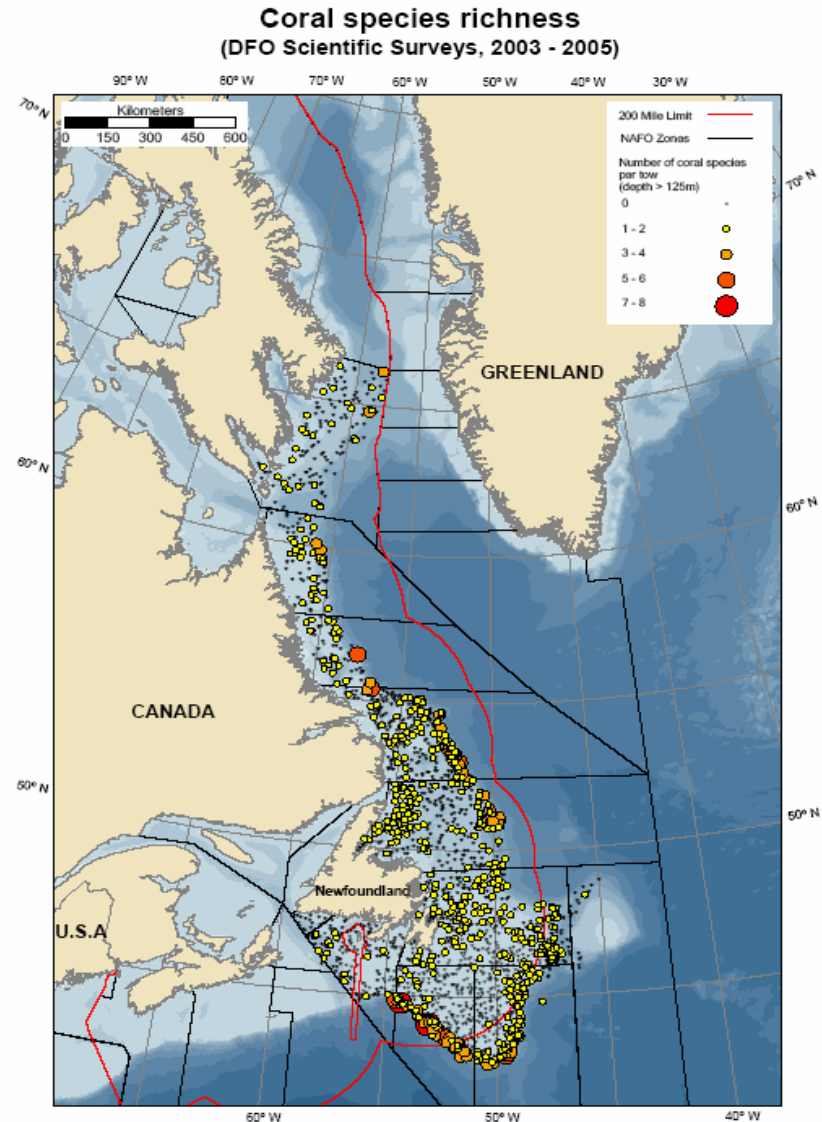 Coral species richness
(DFO Scientific Surveys, 2003 - 2005)
90° W 80° W 70° W 60° W 50° W 40° W 30° W
70° N
Kilometers
0 150 300 450 600
200 Mile Limit
NAFO Zones
Number of coral species
per tow
(depth > 125m)
0
1 - 2
3 - 4
5 - 6
7 - 8
70° N
GREENLAND
60° N
60° N
CANADA
50° N
50° N
Newfoundland
U.S.A
60° W 50° W 40° W